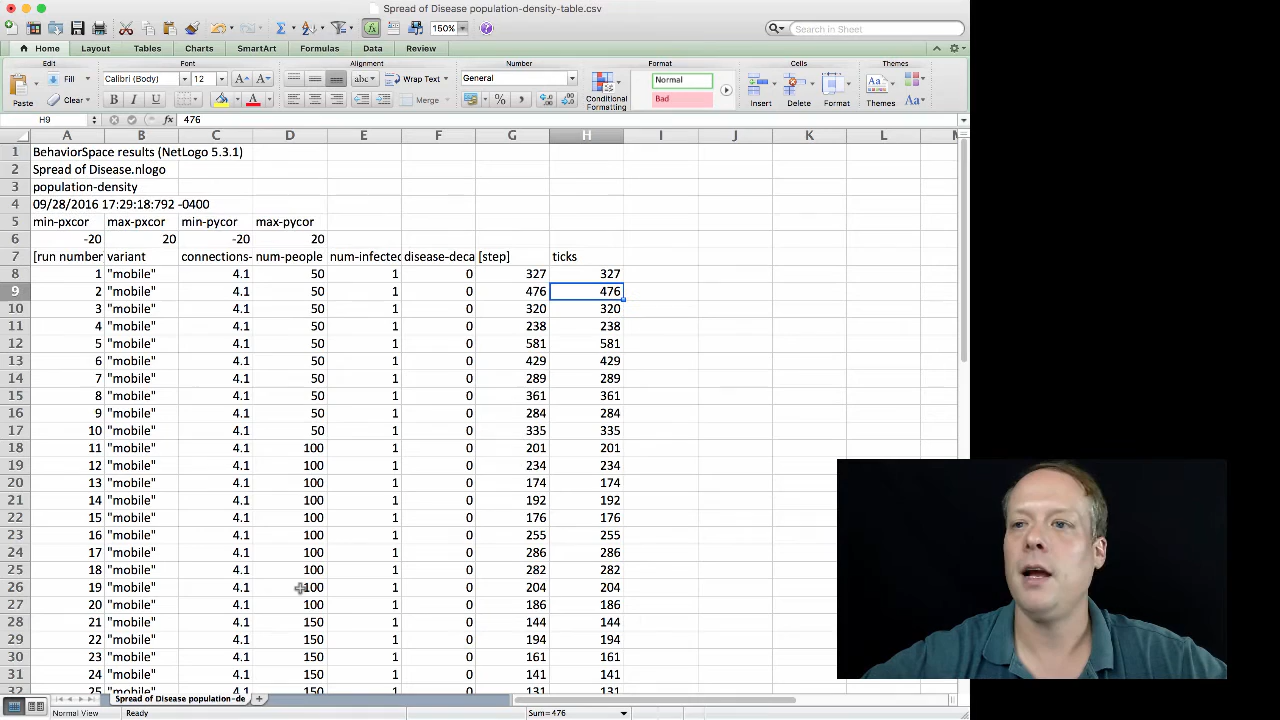 Spread of Disease population-density-table.csv
150%
Search in Sheet
Home Layout Tables Charts SmartArt Formulas Data Review
Edit Font Alignment Number Format Cells Themes
Fill Calibri (Body) 12 A A abc Wrap Text General Normal
Paste Clear B I U A Merge % Conditional Formatting Bad Insert Delete Format Themes Aa
H9 fx 476
A B C D E F G H I J K L
1 BehaviorSpace results (NetLogo 5.3.1)
2 Spread of Disease.nlogo
3 population-density
4 09/28/2016 17:29:18:792 -0400
5 min-pxcor max-pxcor min-pycor max-pycor
6 -20 20 -20 20
7 [run number variant connections- num-people num-infected disease-deca [step] ticks
8 1 "mobile" 4.1 50 1 0 327 327
9 2 "mobile" 4.1 50 1 0 476 476
10 3 "mobile" 4.1 50 1 0 320 320
11 4 "mobile" 4.1 50 1 0 238 238
12 5 "mobile" 4.1 50 1 0 581 581
13 6 "mobile" 4.1 50 1 0 429 429
14 7 "mobile" 4.1 50 1 0 289 289
15 8 "mobile" 4.1 50 1 0 361 361
16 9 "mobile" 4.1 50 1 0 284 284
17 10 "mobile" 4.1 50 1 0 335 335
18 11 "mobile" 4.1 100 1 0 201 201
19 12 "mobile" 4.1 100 1 0 234 234
20 13 "mobile" 4.1 100 1 0 174 174
21 14 "mobile" 4.1 100 1 0 192 192
22 15 "mobile" 4.1 100 1 0 176 176
23 16 "mobile" 4.1 100 1 0 255 255
24 17 "mobile" 4.1 100 1 0 286 286
25 18 "mobile" 4.1 100 1 0 282 282
26 19 "mobile" 4.1 100 1 0 204 204
27 20 "mobile" 4.1 100 1 0 186 186
28 21 "mobile" 4.1 150 1 0 144 144
29 22 "mobile" 4.1 150 1 0 194 194
30 23 "mobile" 4.1 150 1 0 161 161
31 24 "mobile" 4.1 150 1 0 141 141
32 25 "mobile" 4.1 150 1 0 131 131
Spread of Disease population-de
Normal View Ready Sum=476